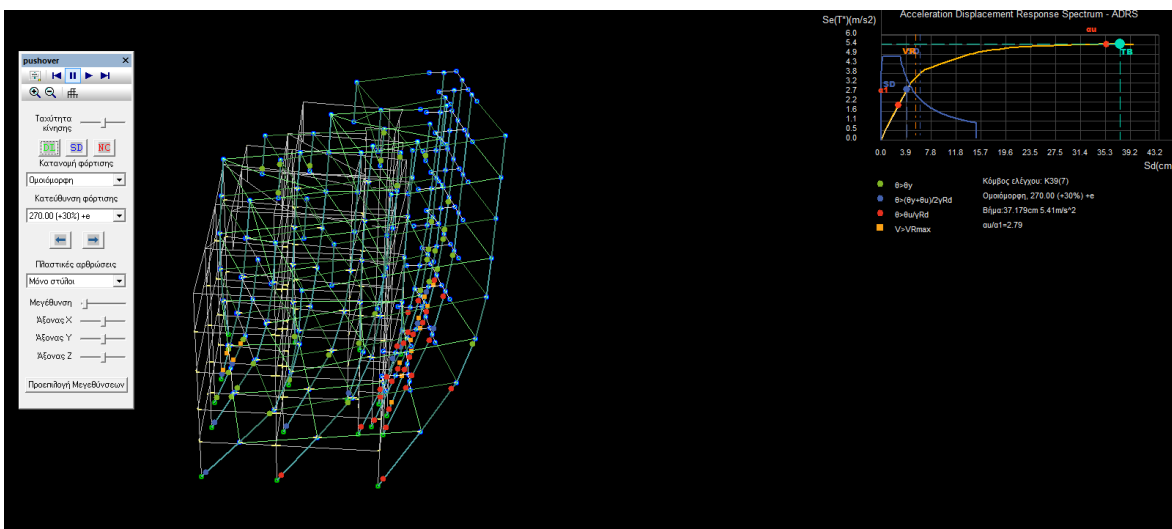 pushover
Ταχύτητα
κίνησης
DL SD NC
Κατανομή φόρτισης
Ομοιόμορφη
Κατεύθυνση φόρτισης
270.00 (+30%) +e
Πλαστικές αρθρώσεις
Μόνο στύλοι
Μεγέθυνση
Άξονας X
Άξονας Y
Άξονας Z
Προεπιλογή Μεγεθύνσεων
Acceleration Displacement Response Spectrum - ADRS
Se(T*)(m/s2)
6.0
5.4
4.9
4.3
3.8
3.2
2.7
2.2
1.6
1.1
0.5
0.0
αu
TB
SD
α1
0.0 3.9 7.8 11.8 15.7 19.6 23.5 27.5 31.4 35.3 39.2 43.2
Sd(cm
θ>θy
θ>(θy+θu)/2γRd
θ>θu/γRd
V>VRmax
Κόμβος ελέγχου: K39(7)
Ομοιόμορφη, 270.00 (+30%) +e
Βήμα:37.179cm 5.41m/s^2
αu/α1=2.79